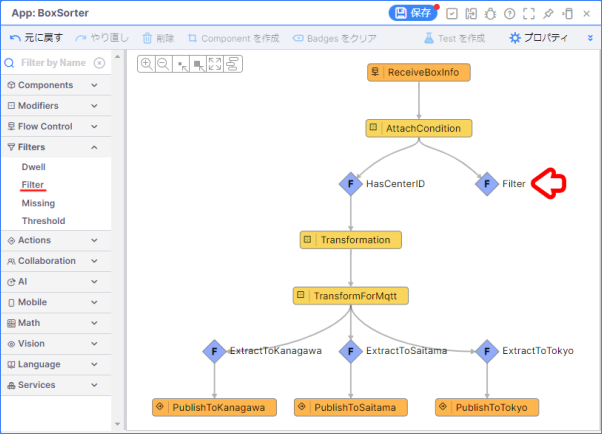 App: BoxSorter
保存
元に戻す
やり直し
削除
Component を作成
Badges をクリア
Test を作成
プロパティ
Filter by Name
Components
Modifiers
Flow Control
Filters
Dwell
Filter
Missing
Threshold
Actions
Collaboration
AI
Mobile
Math
Vision
Language
Services
ReceiveBoxInfo
AttachCondition
F HasCenterID
F Filter
Transformation
TransformForMqtt
F ExtractToKanagawa
F ExtractToSaitama
F ExtractToTokyo
PublishToKanagawa
PublishToSaitama
PublishToTokyo